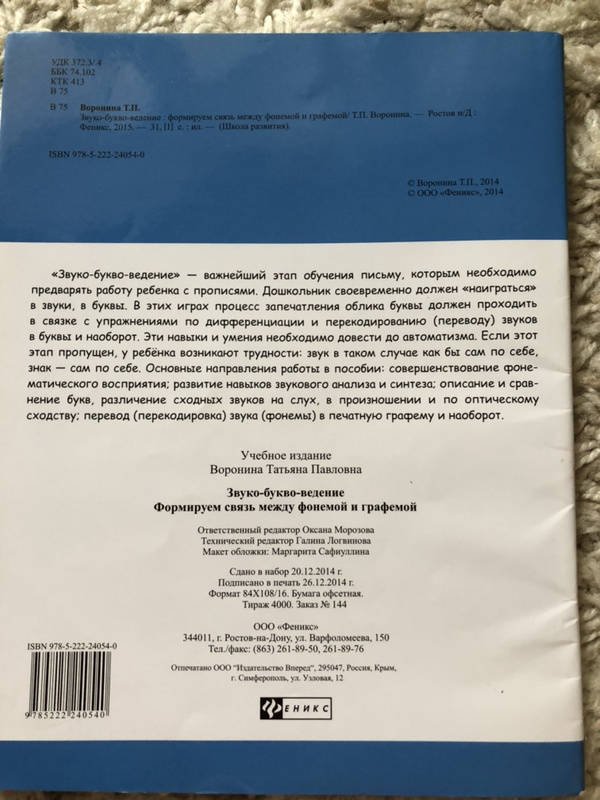 УДК 372.3/.4
ББК 74.102
КТК 413
В 75
В 75 Воронина Т.П.
Звуко-букво-ведение : формируем связь между фонемой и графемой/ Т.П. Воронина. — Ростов н/Д :
Феникс, 2015. — 31, [1] с. : ил. — (Школа развития).
ISBN 978-5-222-24054-0
© Воронина Т.П., 2014
© ООО «Феникс», 2014
«Звуко-букво-ведение» — важнейший этап обучения письму, которым необходимо
предварять работу ребенка с прописями. Дошкольник своевременно должен «наиграться»
в звуки, в буквы. В этих играх процесс запечатления облика буквы должен проходить
в связке с упражнениями по дифференциации и перекодированию (переводу) звуков
в буквы и наоборот. Эти навыки и умения необходимо довести до автоматизма. Если этот
этап пропущен, у ребёнка возникают трудности: звук в таком случае как бы сам по себе,
знак — сам по себе. Основные направления работы в пособии: совершенствование фоне-
матического восприятия; развитие навыков звукового анализа и синтеза; описание и срав-
нение букв, различение сходных звуков на слух, в произношении и по оптическому
сходству; перевод (перекодировка) звука (фонемы) в печатную графему и наоборот.
Учебное издание
Воронина Татьяна Павловна
Звуко-букво-ведение
Формируем связь между фонемой и графемой
Ответственный редактор Оксана Морозова
Технический редактор Галина Логвинова
Макет обложки: Маргарита Сафиуллина
Сдано в набор 20.12.2014 г.
Подписано в печать 26.12.2014 г.
Формат 84Х108/16. Бумага офсетная.
Тираж 4000. Заказ № 144
ООО «Феникс»
344011, г. Ростов-на-Дону, ул. Варфоломеева, 150
Тел./факс: (863) 261-89-50, 261-89-76
Отпечатано ООО "Издательство Вперед", 295047, Россия, Крым,
г. Симферополь, ул. Узловая, 12
ISBN 978-5-222-24054-0
9785222240540
ФЕНИКС